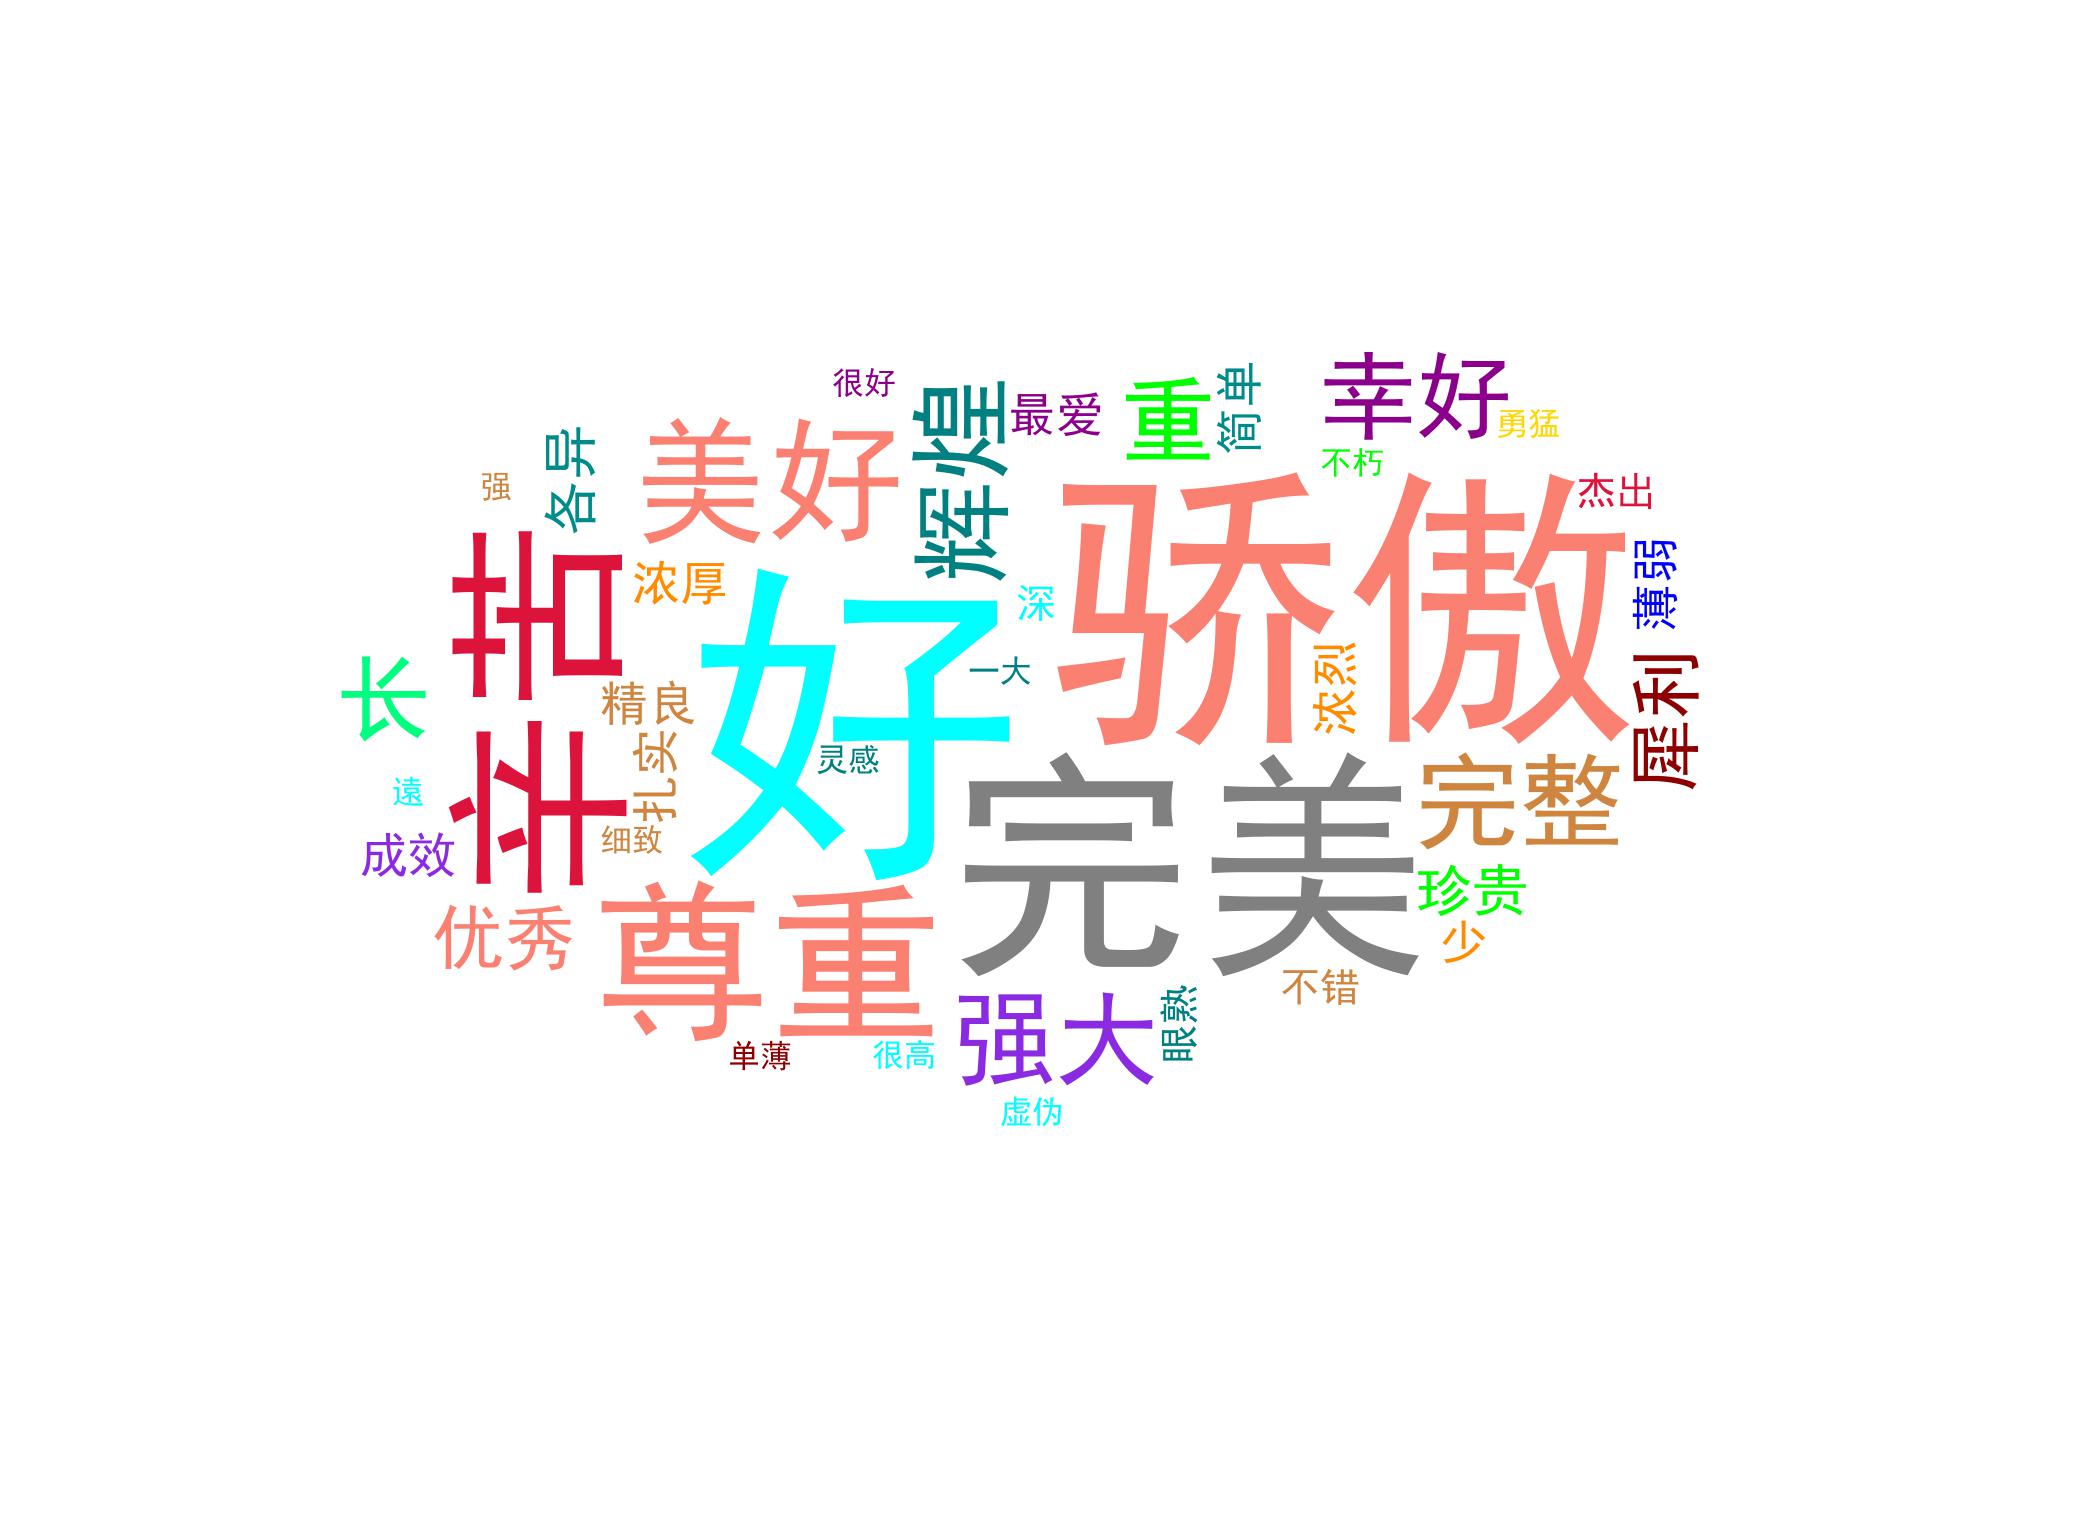 很好
最爱
重
简单
幸好
勇猛
不朽
美好
辉煌
各异
强
骄傲
杰出
浓厚
辛苦
好
深
薄弱
一大
浓烈
长
精良
犀利
扎实
灵感
遠
细致
成效
完美
完整
珍贵
少
优秀
尊重
不错
强大
眼熟
单薄
很高
虚伪